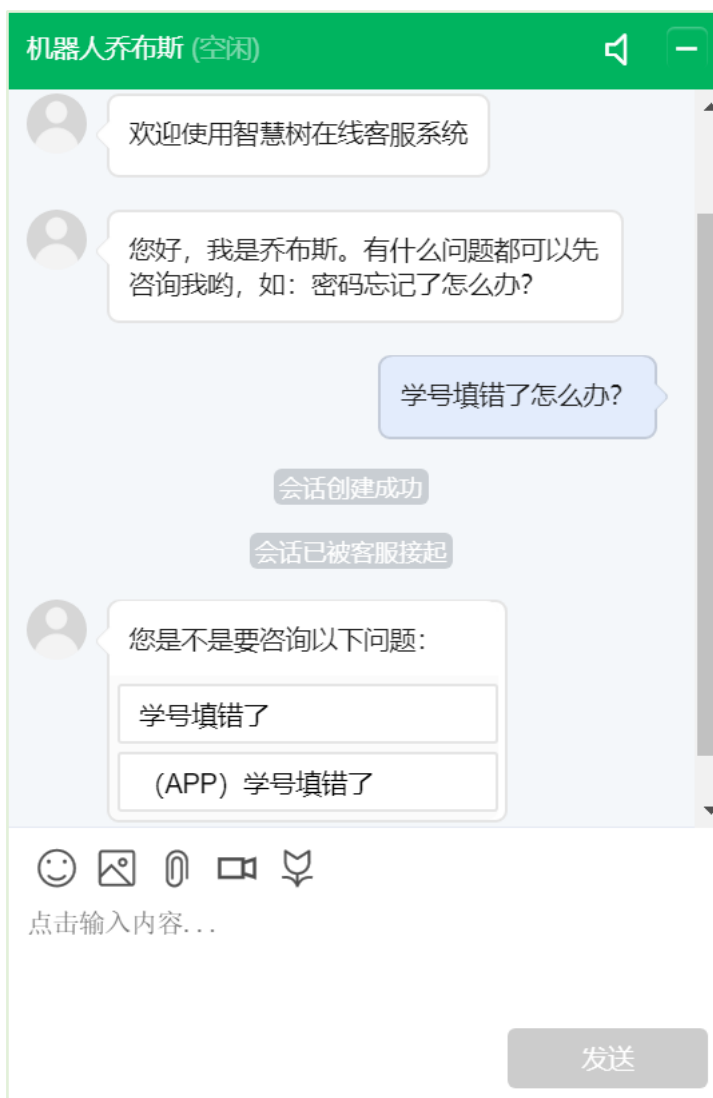 机器人乔布斯 (空闲)
欢迎使用智慧树在线客服系统
您好，我是乔布斯。有什么问题都可以先
咨询我哟，如：密码忘记了怎么办？
学号填错了怎么办？
会话创建成功
会话已被客服接起
您是不是要咨询以下问题：
学号填错了
（APP）学号填错了
点击输入内容...
发送